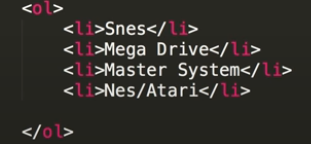 <ol>
<li>Snes</li>
<li>Mega Drive</li>
<li>Master System</li>
<li>Nes/Atari</li>
</ol>